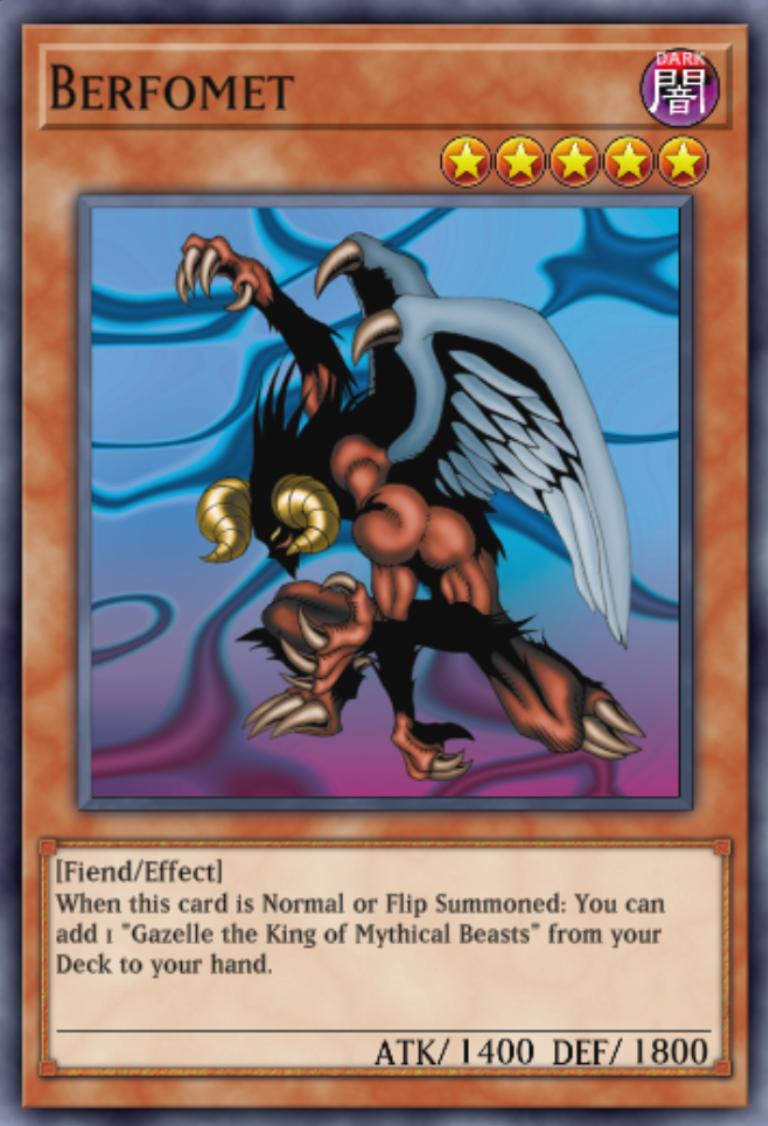 BERFOMET
DARK
闇
[Fiend/Effect]
When this card is Normal or Flip Summoned: You can
add 1 "Gazelle the King of Mythical Beasts" from your
Deck to your hand.
ATK/ 1400 DEF/ 1800